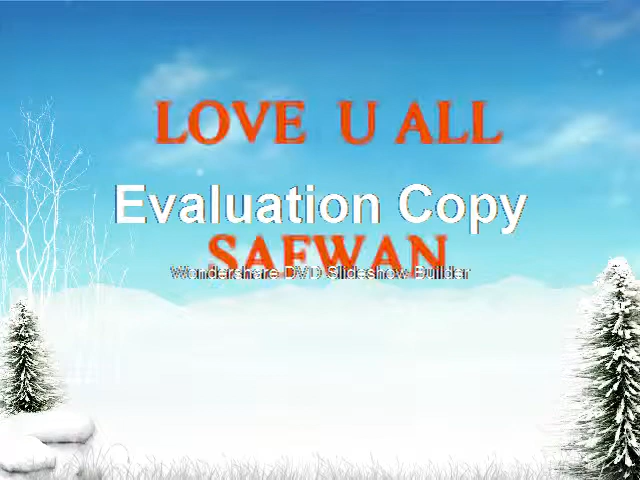 LOVE U ALL
Evaluation Copy
SAFWAN
Wondershare DVD Slideshow Builder